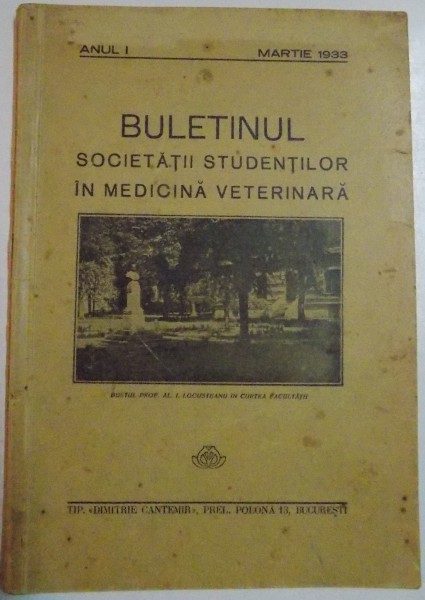 ANUL I MARTIE 1933
BULETINUL
SOCIETĂȚII STUDENȚILOR
ÎN MEDICINĂ VETERINARĂ
BUSTUL PROF. AL. I. LOCUSTEANO IN CURTEA FACULTĂȚII
TIP. «DIMITRIE CANTEMIR», PREL. POLONĂ 13, BUCUREȘTI